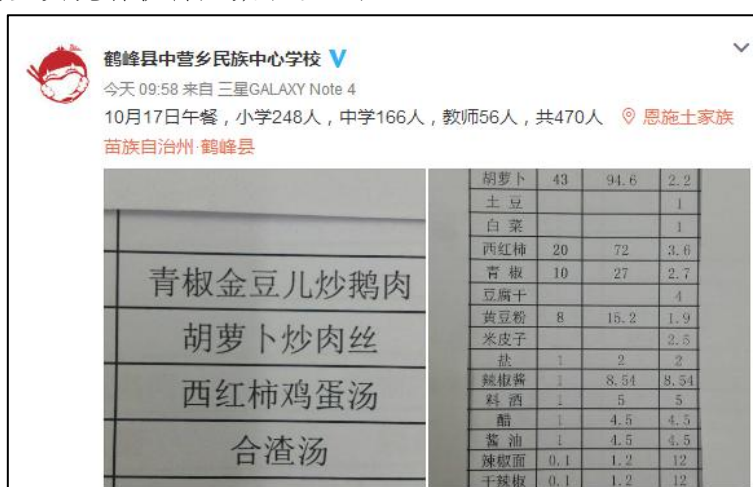 鹤峰县中营乡民族中心学校 V
今天 09:58 来自 三星GALAXY Note 4
10月17日午餐，小学248人，中学166人，教师56人，共470人 恩施土家族
苗族自治州·鹤峰县
青椒金豆儿炒鹅肉
胡萝卜炒肉丝
西红柿鸡蛋汤
合渣汤
胡萝卜 43 94.6 2.2
土豆 1
白菜 1
西红柿 20 72 3.6
青椒 10 27 2.7
豆腐干 4
黄豆粉 8 15.2 1.9
米皮子 2.5
盐 1 2 2
辣椒酱 1 8.54 8.54
料酒 1 5 5
醋 1 4.5 4.5
酱油 1 4.5 4.5
辣椒面 0.1 1.2 12
干辣椒 0.1 1.2 12